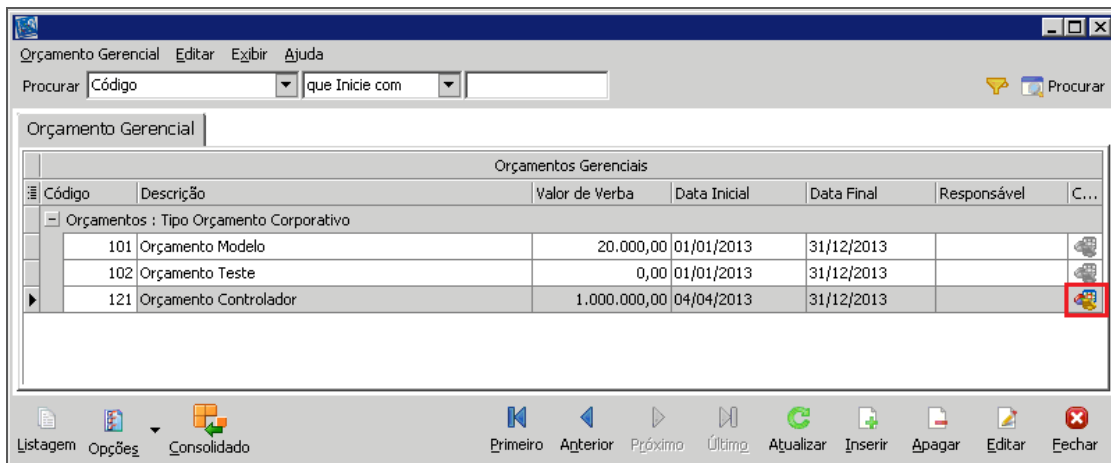 Orçamento Gerencial Editar Exibir Ajuda
Procurar Código que Inicie com Procurar
Orçamento Gerencial
Orçamentos Gerenciais
Código Descrição Valor de Verba Data Inicial Data Final Responsável C...
Orçamentos : Tipo Orçamento Corporativo
101 Orçamento Modelo 20.000,00 01/01/2013 31/12/2013
102 Orçamento Teste 0,00 01/01/2013 31/12/2013
121 Orçamento Controlador 1.000.000,00 04/04/2013 31/12/2013
Listagem Opções Consolidado Primeiro Anterior Próximo Último Atualizar Inserir Apagar Editar Fechar